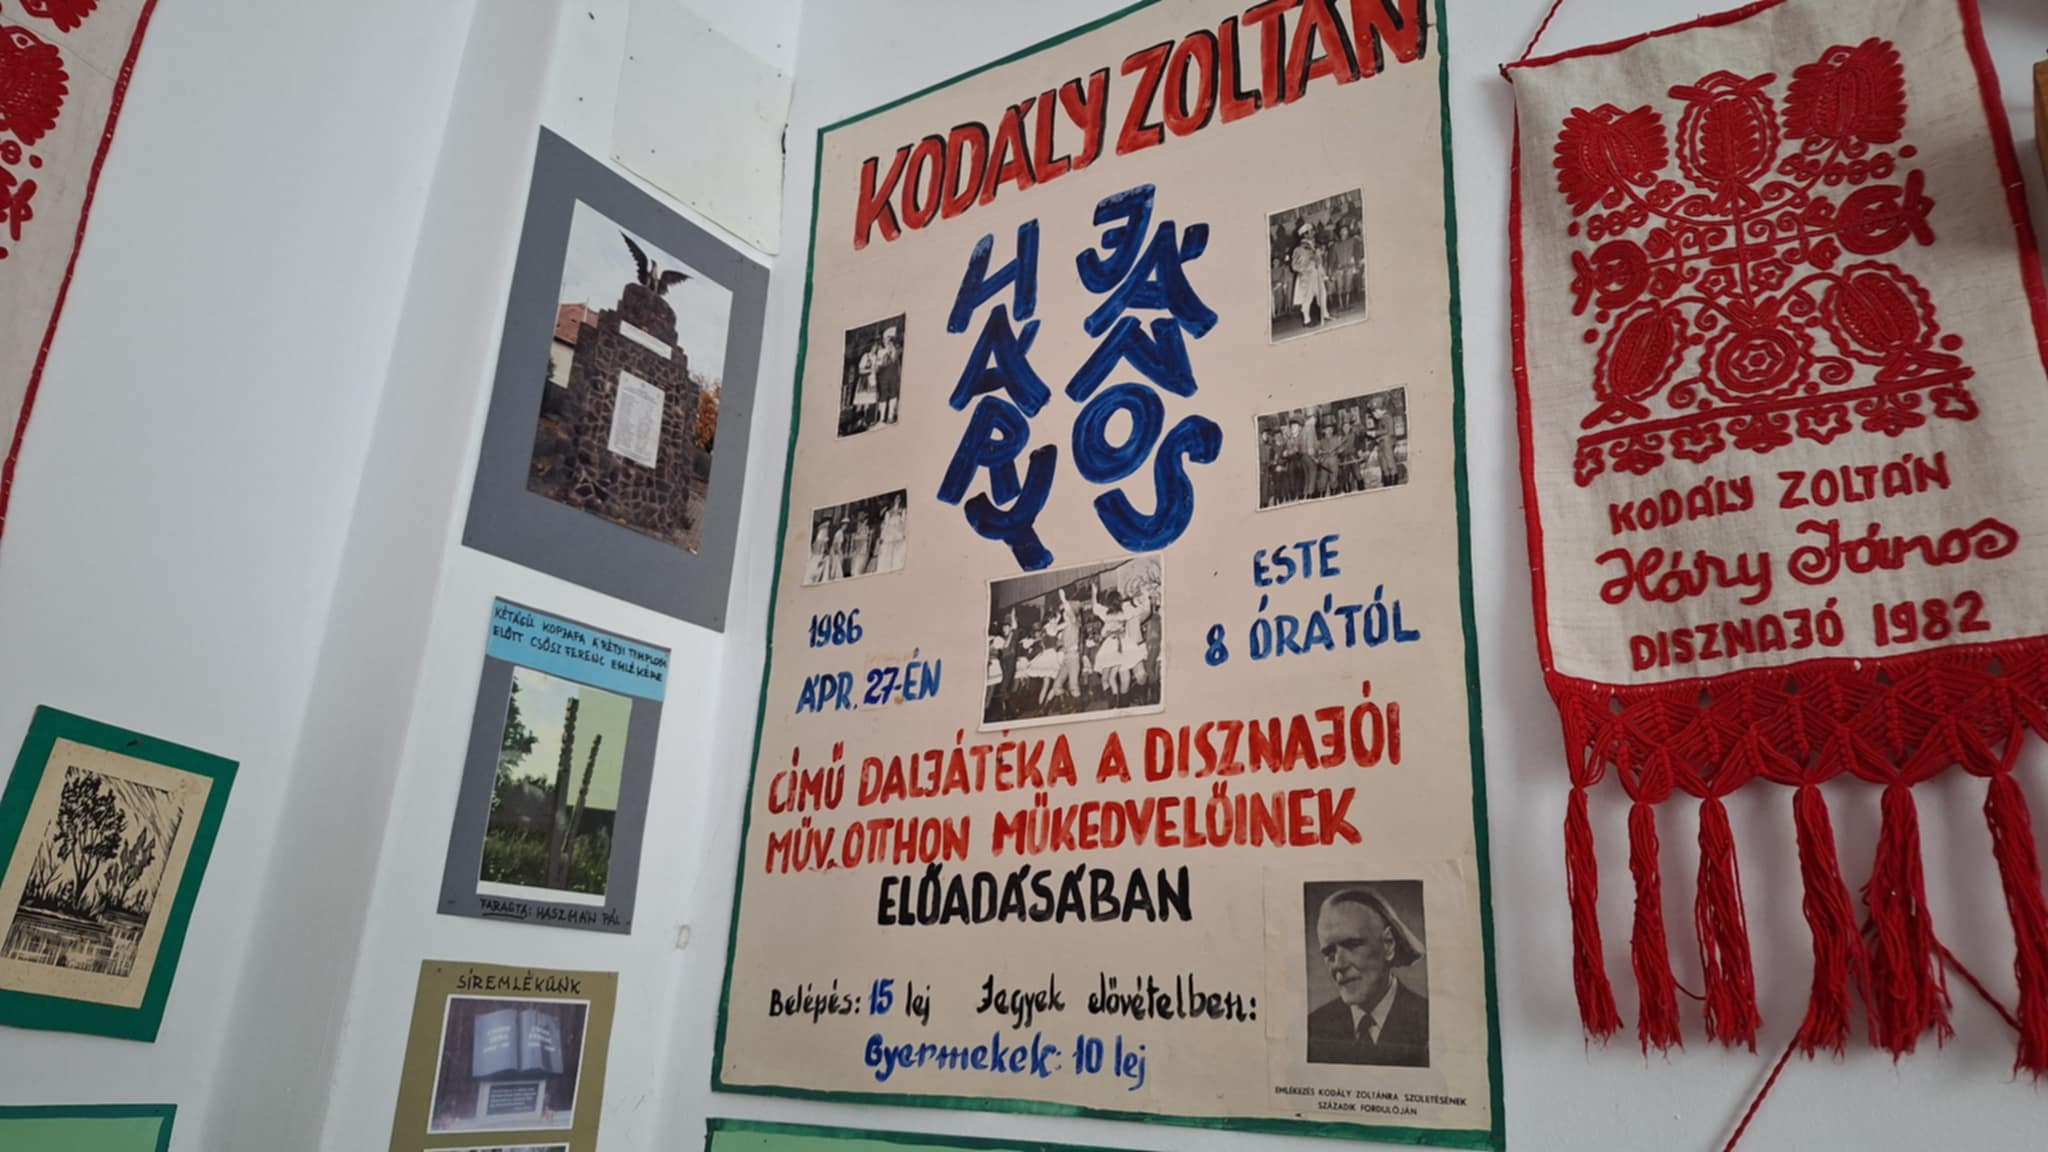 KODÁLY ZOLTÁN
HÁRY
JÁNOS
1986
ÁPR. 27-ÉN
ESTE
8 ÓRÁTÓL
CÍMŰ DALJÁTÉKA A DISZNAJÓI
MŰV. OTTHON MŰKEDVELŐINEK
ELŐADÁSÁBAN
Belépés: 15 lej Jegyek elővételben:
Gyermekek: 10 lej
EMLÉKEZÉS KODÁLY ZOLTÁNRA SZÜLETÉSÉNEK
SZÁZADIK FORDULÓJÁN
KODÁLY ZOLTÁN
Háry János
DISZNAJÓ 1982
KÉTÁGÚ KOPJAFA A RÉTYI TEMPLOM
ELŐTT CSŐSZ FERENC EMLÉKÉRE
FARAGTA: HASZMAN PÁL
SÍREMLÉKÜNK